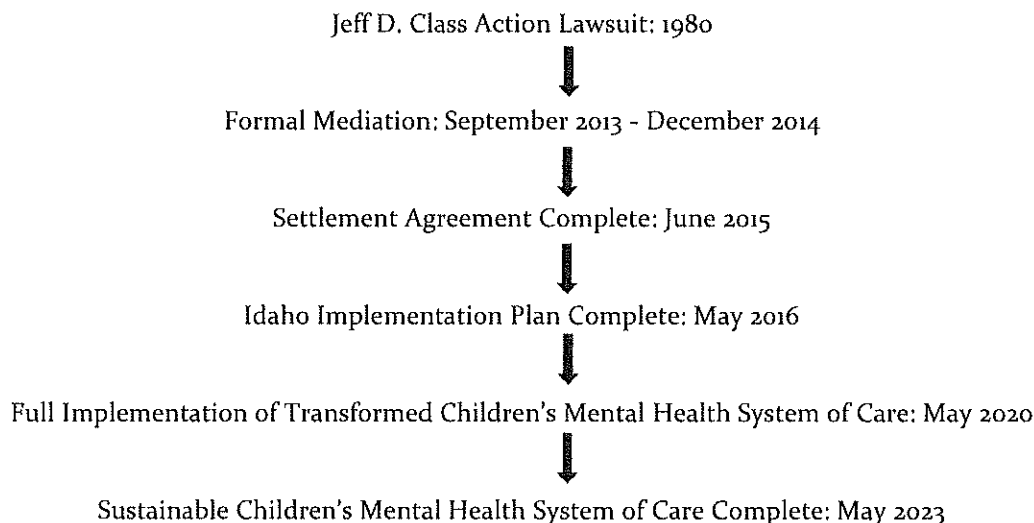 Jeff D. Class Action Lawsuit: 1980
Formal Mediation: September 2013 - December 2014
Settlement Agreement Complete: June 2015
Idaho Implementation Plan Complete: May 2016
Full Implementation of Transformed Children's Mental Health System of Care: May 2020
Sustainable Children's Mental Health System of Care Complete: May 2023